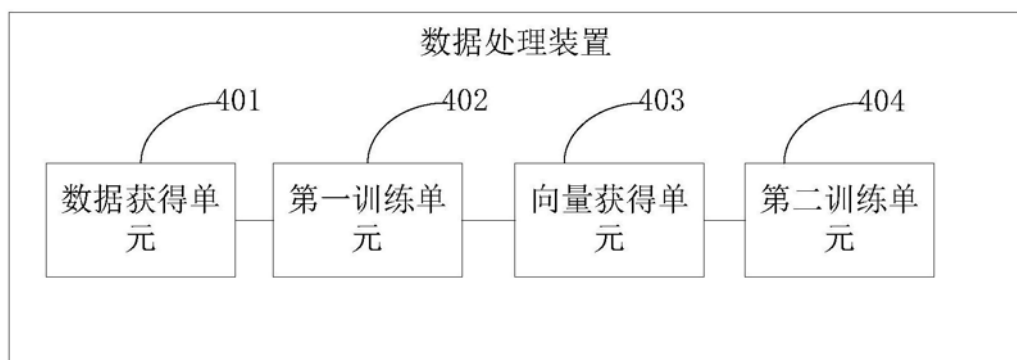 数据处理装置
401
402
403
404
数据获得单
元
第一训练单
元
向量获得单
元
第二训练单
元